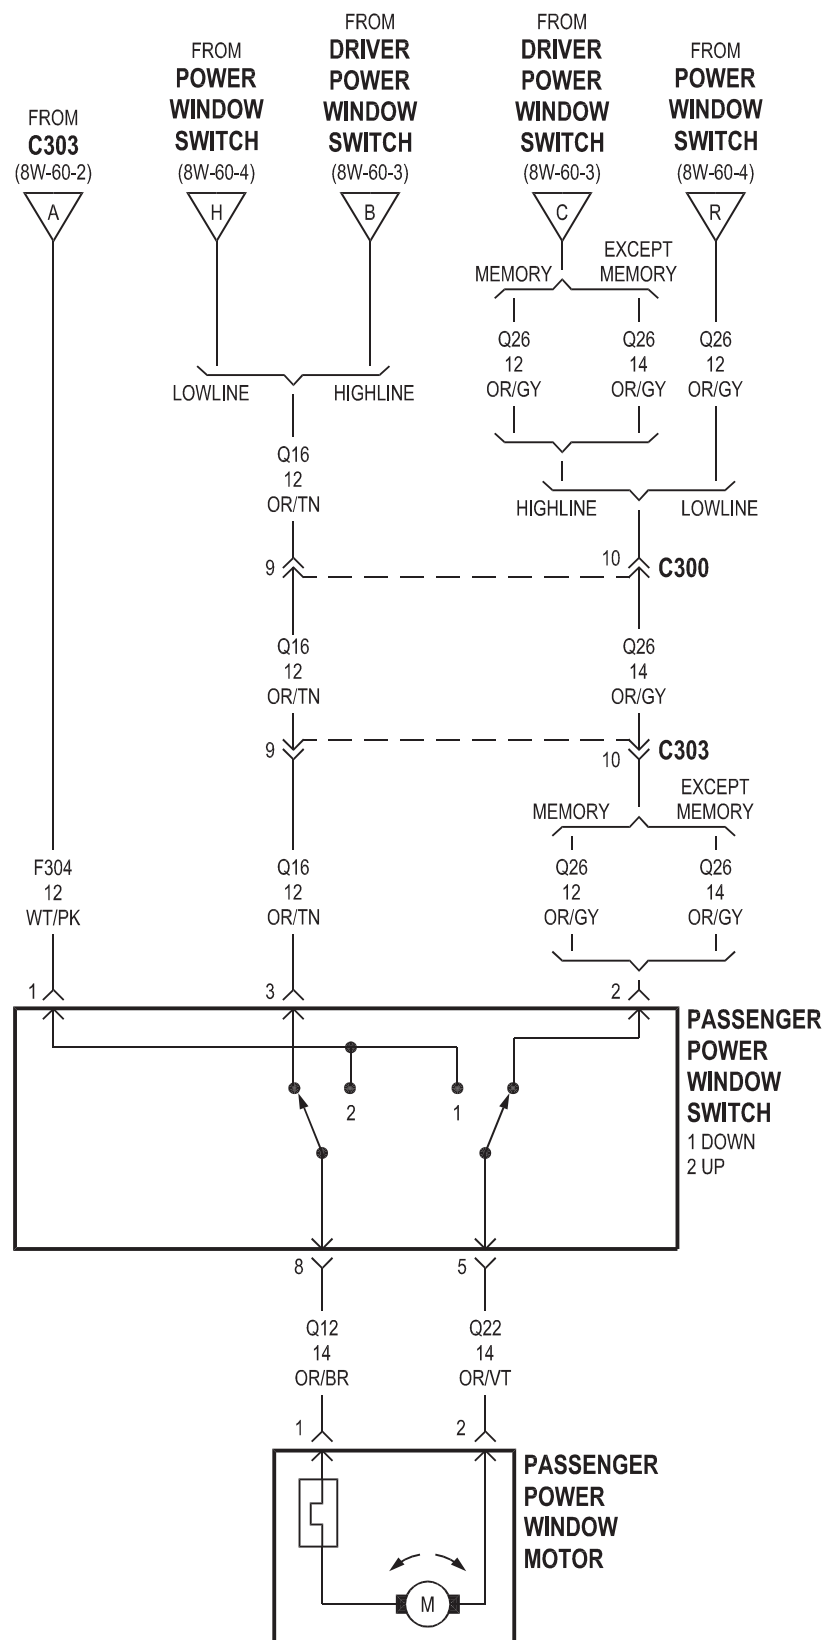 FROM
C303
(8W-60-2)
A
FROM
POWER
WINDOW
SWITCH
(8W-60-4)
H
FROM
DRIVER
POWER
WINDOW
SWITCH
(8W-60-3)
B
FROM
DRIVER
POWER
WINDOW
SWITCH
(8W-60-3)
C
FROM
POWER
WINDOW
SWITCH
(8W-60-4)
R
MEMORY
EXCEPT
MEMORY
Q26
12
OR/GY
Q26
14
OR/GY
Q26
12
OR/GY
LOWLINE
HIGHLINE
Q16
12
OR/TN
HIGHLINE
LOWLINE
9
10
C300
Q16
12
OR/TN
Q26
14
OR/GY
9
10
C303
MEMORY
EXCEPT
MEMORY
F304
12
WT/PK
Q16
12
OR/TN
Q26
12
OR/GY
Q26
14
OR/GY
1
3
2
PASSENGER
POWER
WINDOW
SWITCH
1 DOWN
2 UP
2
1
8
5
Q12
14
OR/BR
Q22
14
OR/VT
1
2
PASSENGER
POWER
WINDOW
MOTOR
M